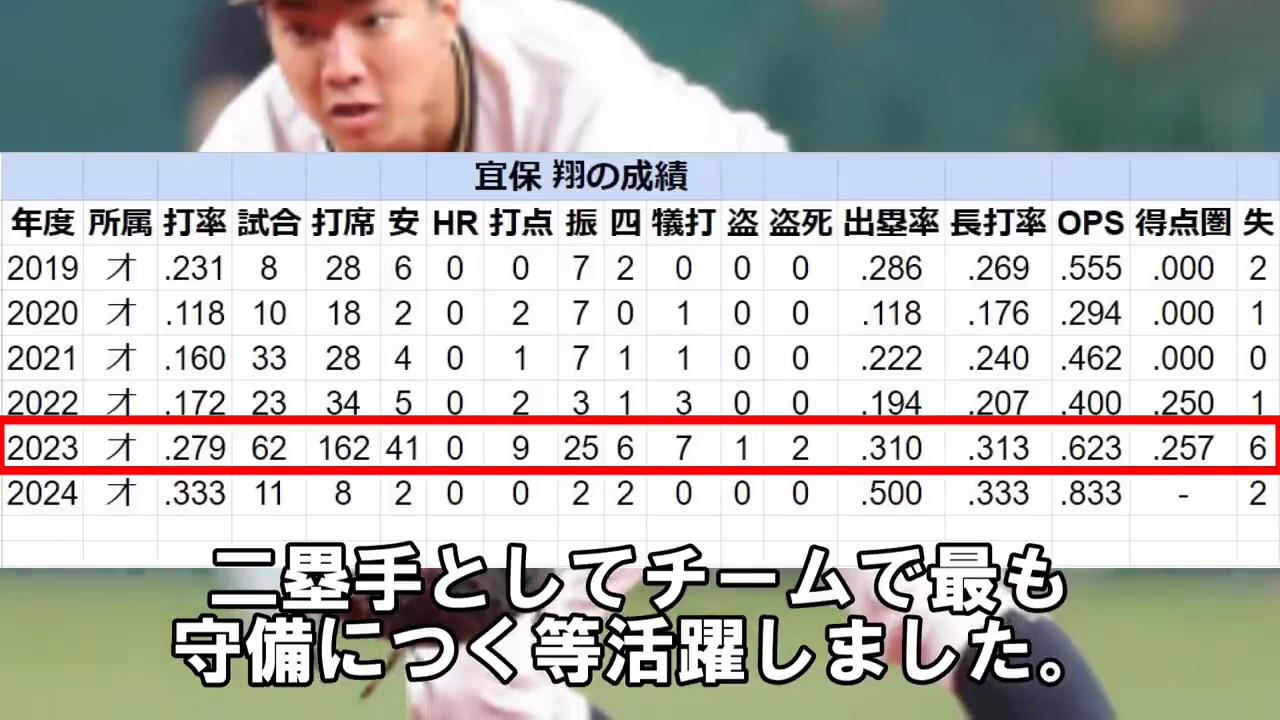 宜保 翔の成績
年度 所属 打率 試合 打席 安 HR 打点 振 四 犠打 盗 盗死 出塁率 長打率 OPS 得点圏 失
2019 オ .231 8 28 6 0 0 7 2 0 0 0 .286 .269 .555 .000 2
2020 オ .118 10 18 2 0 2 7 0 1 0 0 .118 .176 .294 .000 1
2021 オ .160 33 28 4 0 1 7 1 1 0 0 .222 .240 .462 .000 0
2022 オ .172 23 34 5 0 2 3 1 3 0 0 .194 .207 .400 .250 1
2023 オ .279 62 162 41 0 9 25 6 7 1 2 .310 .313 .623 .257 6
2024 オ .333 11 8 2 0 0 2 2 0 0 0 .500 .333 .833 - 2
二塁手としてチームで最も
守備につく等活躍しました。